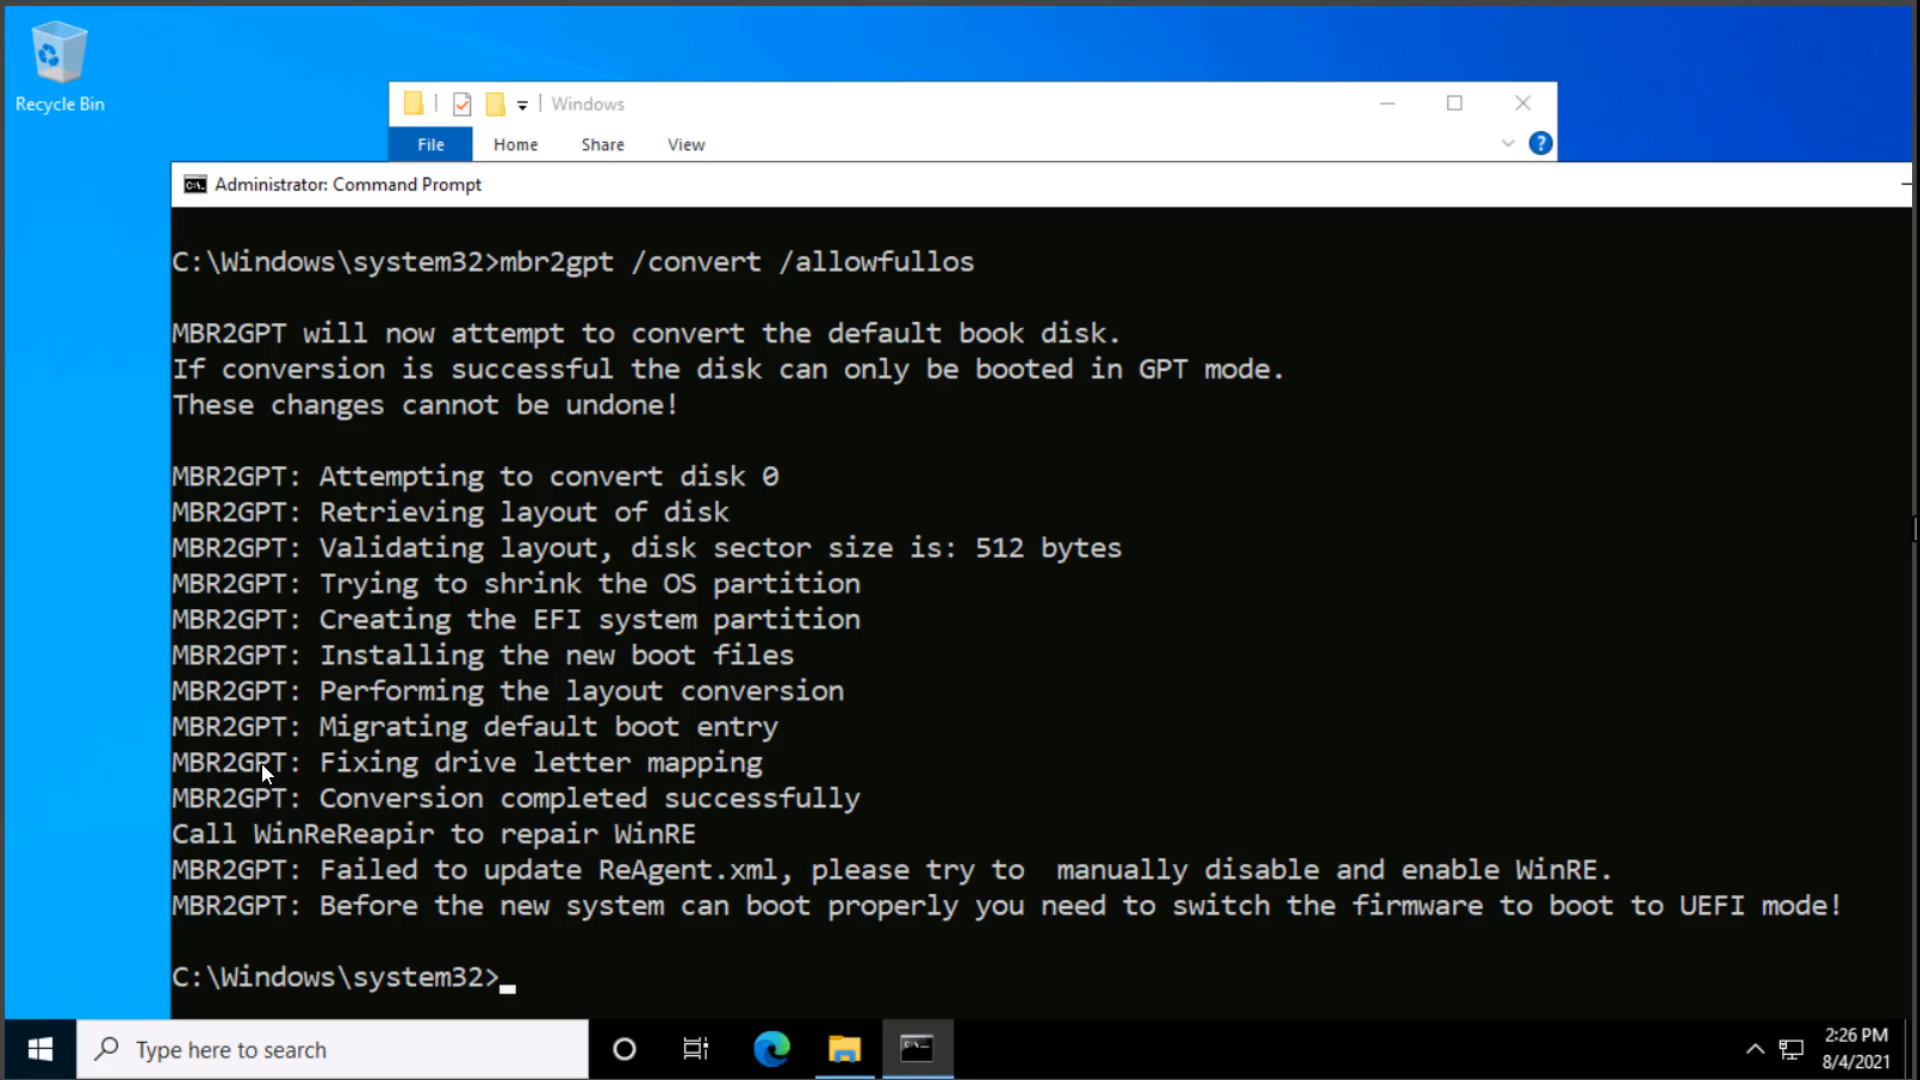 Recycle Bin
Windows
File Home Share View
Administrator: Command Prompt
C:\Windows\system32>mbr2gpt /convert /allowfullos
MBR2GPT will now attempt to convert the default book disk.
If conversion is successful the disk can only be booted in GPT mode.
These changes cannot be undone!
MBR2GPT: Attempting to convert disk 0
MBR2GPT: Retrieving layout of disk
MBR2GPT: Validating layout, disk sector size is: 512 bytes
MBR2GPT: Trying to shrink the OS partition
MBR2GPT: Creating the EFI system partition
MBR2GPT: Installing the new boot files
MBR2GPT: Performing the layout conversion
MBR2GPT: Migrating default boot entry
MBR2GPT: Fixing drive letter mapping
MBR2GPT: Conversion completed successfully
Call WinReReapir to repair WinRE
MBR2GPT: Failed to update ReAgent.xml, please try to  manually disable and enable WinRE.
MBR2GPT: Before the new system can boot properly you need to switch the firmware to boot to UEFI mode!
C:\Windows\system32>
Type here to search
2:26 PM
8/4/2021